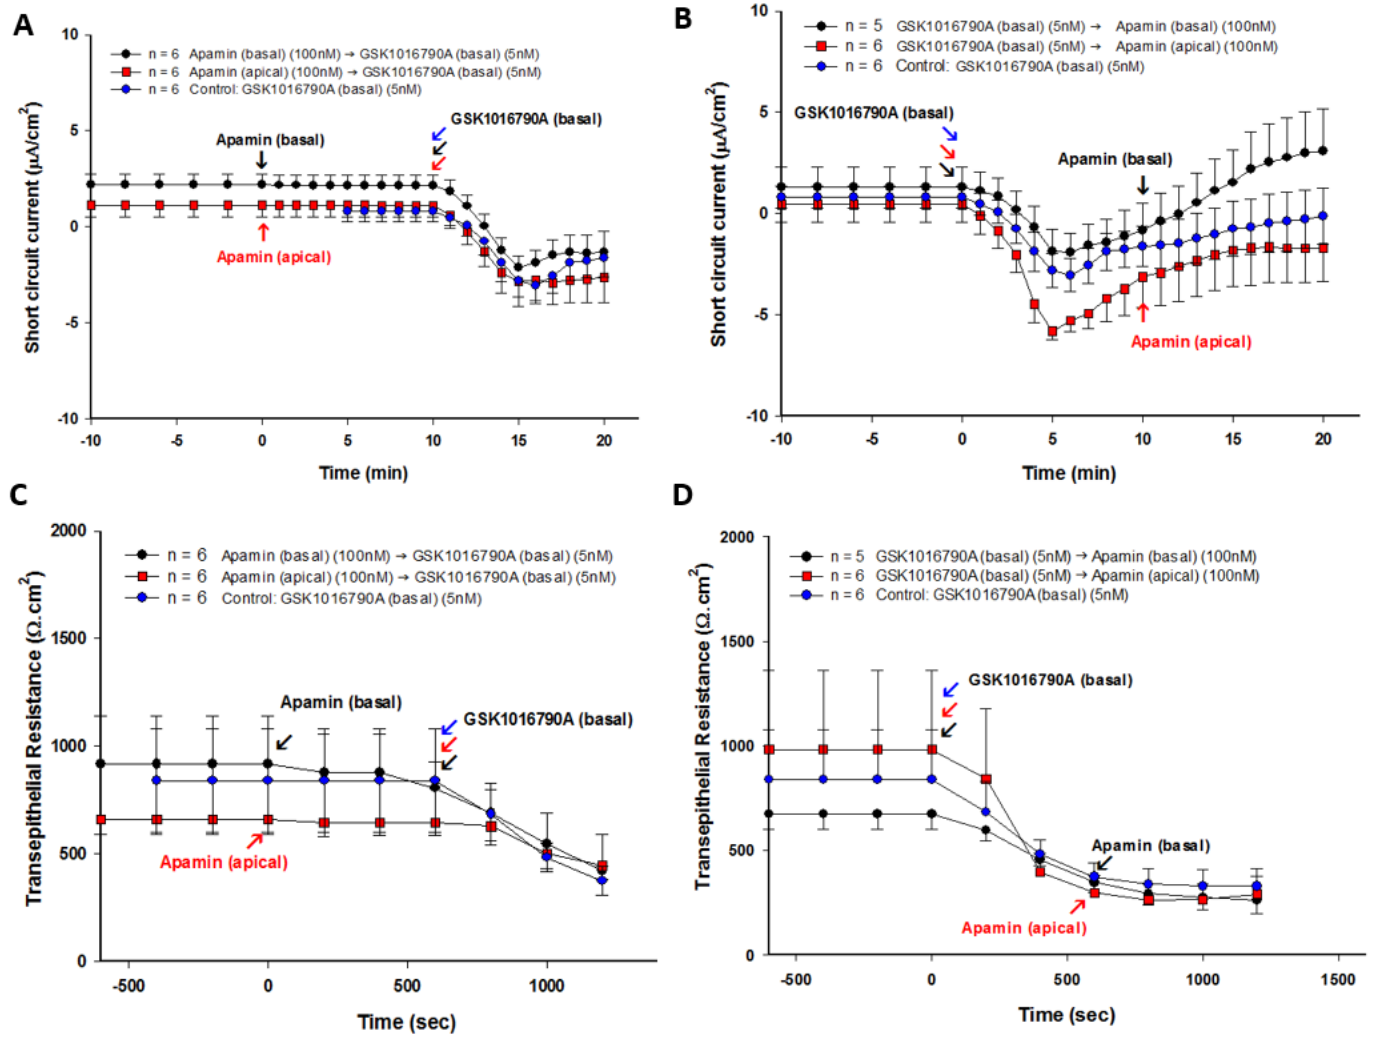 A
10
5
0
-5
-10
Short circuit current (µA/cm²)
n = 6 Apamin (basal) (100nM) → GSK1016790A (basal) (5nM)
n = 6 Apamin (apical) (100nM) → GSK1016790A (basal) (5nM)
n = 6 Control: GSK1016790A (basal) (5nM)
Apamin (basal)
GSK1016790A (basal)
Apamin (apical)
-10 -5 0 5 10 15 20
Time (min)
B
10
5
0
-5
-10
Short circuit current (µA/cm²)
n = 5 GSK1016790A (basal) (5nM) → Apamin (basal) (100nM)
n = 6 GSK1016790A (basal) (5nM) → Apamin (apical) (100nM)
n = 6 Control: GSK1016790A (basal) (5nM)
GSK1016790A (basal)
Apamin (basal)
Apamin (apical)
-10 -5 0 5 10 15 20
Time (min)
C
2000
1500
1000
500
0
Transepithelial Resistance (Ω.cm²)
n = 6 Apamin (basal) (100nM) → GSK1016790A (basal) (5nM)
n = 6 Apamin (apical) (100nM) → GSK1016790A (basal) (5nM)
n = 6 Control: GSK1016790A (basal) (5nM)
Apamin (basal)
GSK1016790A (basal)
Apamin (apical)
-500 0 500 1000
Time (sec)
D
2000
1500
1000
500
0
Transepithelial Resistance (Ω.cm²)
n = 5 GSK1016790A (basal) (5nM) → Apamin (basal) (100nM)
n = 6 GSK1016790A (basal) (5nM) → Apamin (apical) (100nM)
n = 6 Control: GSK1016790A (basal) (5nM)
GSK1016790A (basal)
Apamin (basal)
Apamin (apical)
-500 0 500 1000 1500
Time (sec)